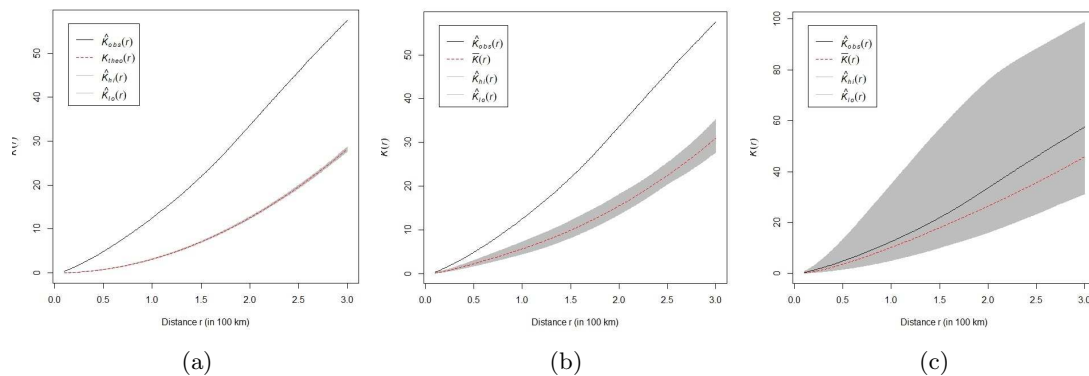 K̂obs(r)
Ktheo(r)
K̂hi(r)
K̂lo(r)
K(r)
0 10 20 30 40 50
0.0 0.5 1.0 1.5 2.0 2.5 3.0
Distance r (in 100 km)
(a)
K̂obs(r)
K̄(r)
K̂hi(r)
K̂lo(r)
K(r)
0 10 20 30 40 50
0.0 0.5 1.0 1.5 2.0 2.5 3.0
Distance r (in 100 km)
(b)
K̂obs(r)
K̄(r)
K̂hi(r)
K̂lo(r)
K(r)
0 20 40 60 80 100
0.0 0.5 1.0 1.5 2.0 2.5 3.0
Distance r (in 100 km)
(c)